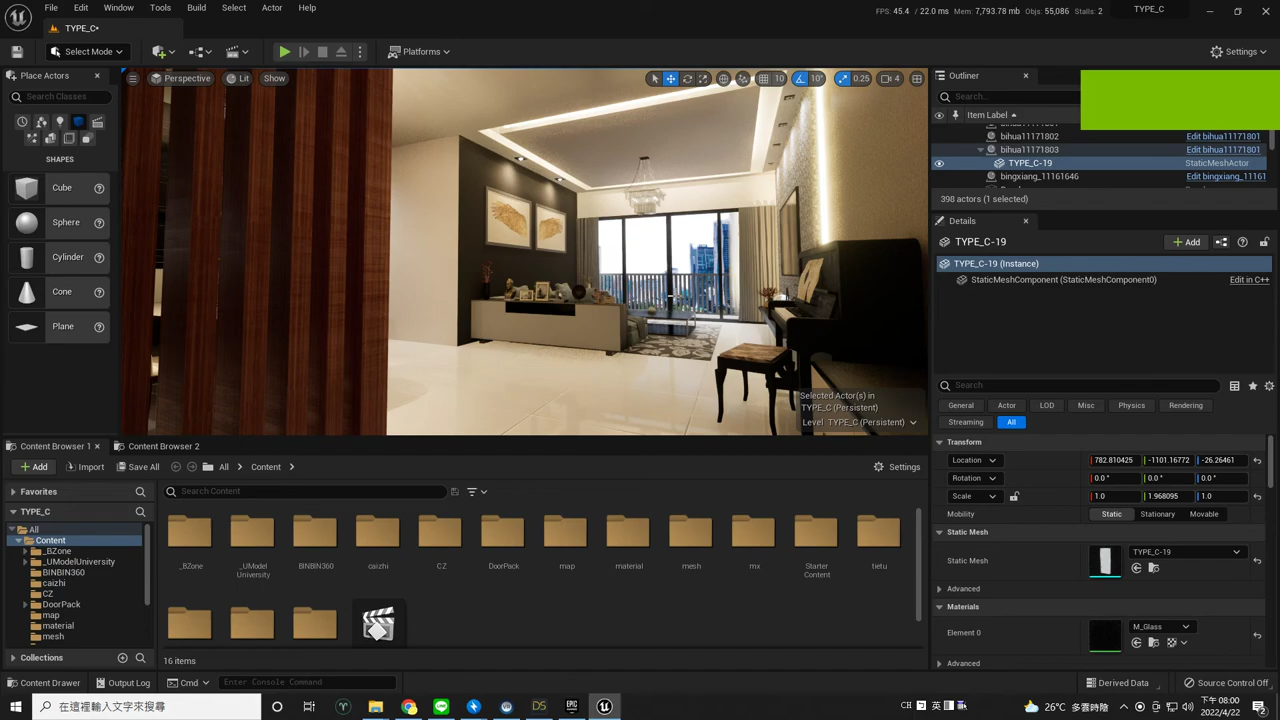 File Edit Window Tools Build Select Actor Help
FPS: 45.4 / 22.0 ms Mem: 7,793.78 mb Objs: 55,086 Stalls: 2 TYPE_C
TYPE_C•
Select Mode Platforms Settings
Place Actors
Search Classes
SHAPES
Cube
Sphere
Cylinder
Cone
Plane
Perspective Lit Show 10 10° 0.25 4
Selected Actor(s) in
TYPE_C (Persistent)
Level TYPE_C (Persistent)
Outliner
Search...
Item Label
bihua11171802 Edit bihua11171801
bihua11171803 Edit bihua11171801
TYPE_C-19 StaticMeshActor
bingxiang_11161646 Edit bingxiang_11161
398 actors (1 selected)
Details
TYPE_C-19 Add
TYPE_C-19 (Instance)
StaticMeshComponent (StaticMeshComponent0) Edit in C++
Search
General Actor LOD Misc Physics Rendering
Streaming All
Transform
Location 782.810425 -1101.16772 -26.26461
Rotation 0.0 ° 0.0 ° 0.0 °
Scale 1.0 1.968095 1.0
Mobility Static Stationary Movable
Static Mesh
Static Mesh TYPE_C-19
Advanced
Materials
Element 0 M_Glass
Advanced
Content Browser 1 Content Browser 2
Add Import Save All All Content Settings
Favorites
Search Content
TYPE_C
All
Content
_BZone
_UModelUniversity
BINBIN360
caizhi
CZ
DoorPack
map
material
mesh
Collections
_BZone _UModel University BINBIN360 caizhi CZ DoorPack map material mesh mx Starter Content tietu
16 items
Content Drawer Output Log Cmd Enter Console Command Derived Data Source Control Off
在這裡輸入文字來搜尋
DS
EPIC
26°C 多雲時陰
CH 英
下午 08:00
2022/4/22